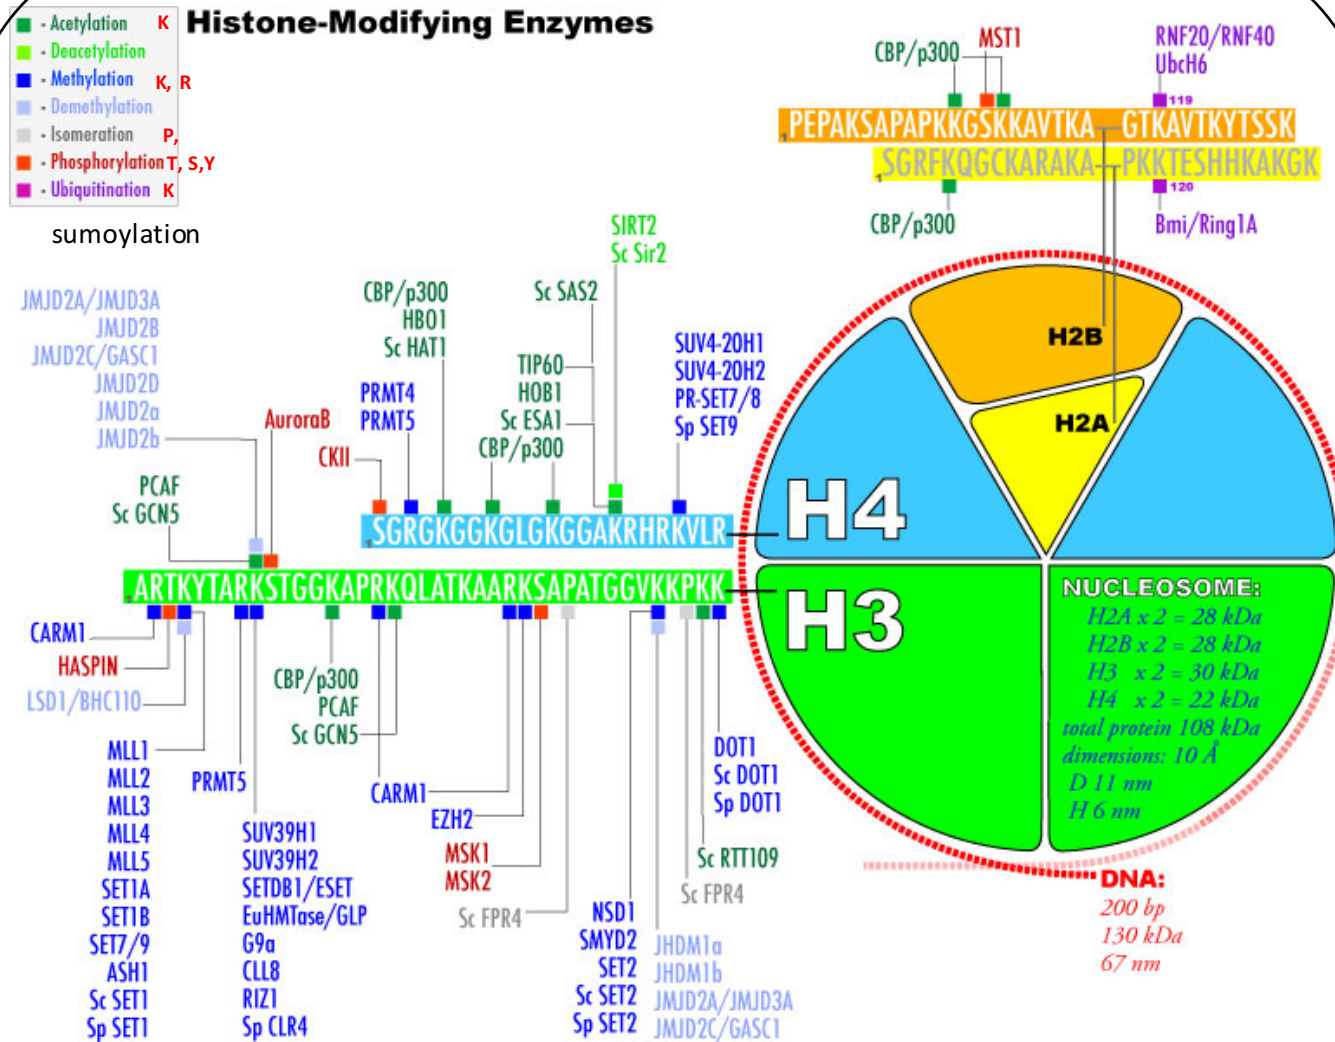 Histone-Modifying Enzymes
- Acetylation K
- Deacetylation
- Methylation K, R
- Demethylation
- Isomeration P,
- Phosphorylation T, S,Y
- Ubiquitination K
sumoylation
CBP/p300
MST1
RNF20/RNF40
UbcH6
119
1 PEPAKSAPAPKKGSKKAVTKA GTKAVTKYTSSK
1 SGRFKQGCKARAKA PKKTESHHKAKGK
120
CBP/p300
Bmi/Ring1A
SIRT2
Sc Sir2
JMJD2A/JMJD3A
JMJD2B
JMJD2C/GASC1
JMJD2D
JMJD2a
JMJD2b
AuroraB
PCAF
Sc GCN5
CKII
PRMT4
PRMT5
CBP/p300
HBO1
Sc HAT1
Sc SAS2
TIP60
HOB1
Sc ESA1
CBP/p300
SUV4-20H1
SUV4-20H2
PR-SET7/8
Sp SET9
1 SGRGKGGKGLGKGGAKRHRKVLR
1 ARTKYTARKSTGGKAPRKQLATKAARKSAPATGGVKKPKK
H2B
H2A
H4
H3
CARM1
HASPIN
LSD1/BHC110
MLL1
MLL2
MLL3
MLL4
MLL5
SET1A
SET1B
SET7/9
ASH1
Sc SET1
Sp SET1
PRMT5
SUV39H1
SUV39H2
SETDB1/ESET
EuHMTase/GLP
G9a
CLL8
RIZ1
Sp CLR4
CBP/p300
PCAF
Sc GCN5
CARM1
EZH2
MSK1
MSK2
Sc FPR4
NSD1
SMYD2
SET2
Sc SET2
Sp SET2
JHDM1a
JHDM1b
JMJD2A/JMJD3A
JMJD2C/GASC1
Sc FPR4
Sc RTT109
DOT1
Sc DOT1
Sp DOT1
NUCLEOSOME:
H2A x 2 = 28 kDa
H2B x 2 = 28 kDa
H3 x 2 = 30 kDa
H4 x 2 = 22 kDa
total protein 108 kDa
dimensions: 10 Å
D 11 nm
H 6 nm
DNA:
200 bp
130 kDa
67 nm